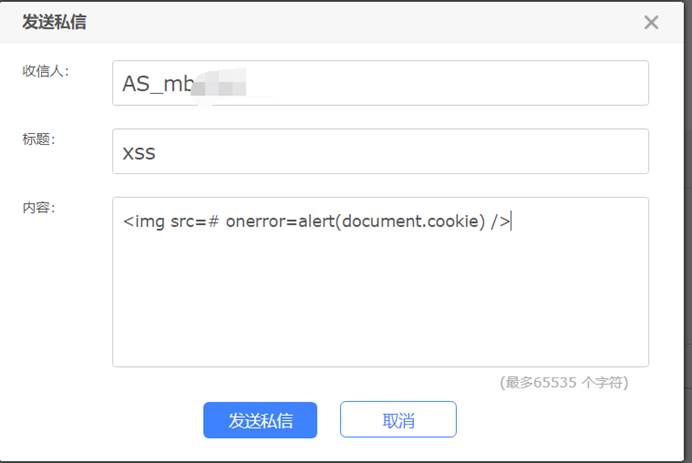 发送私信
收信人：
AS_mb
标题：
xss
内容：
<img src=# onerror=alert(document.cookie) />
(最多65535 个字符)
发送私信
取消